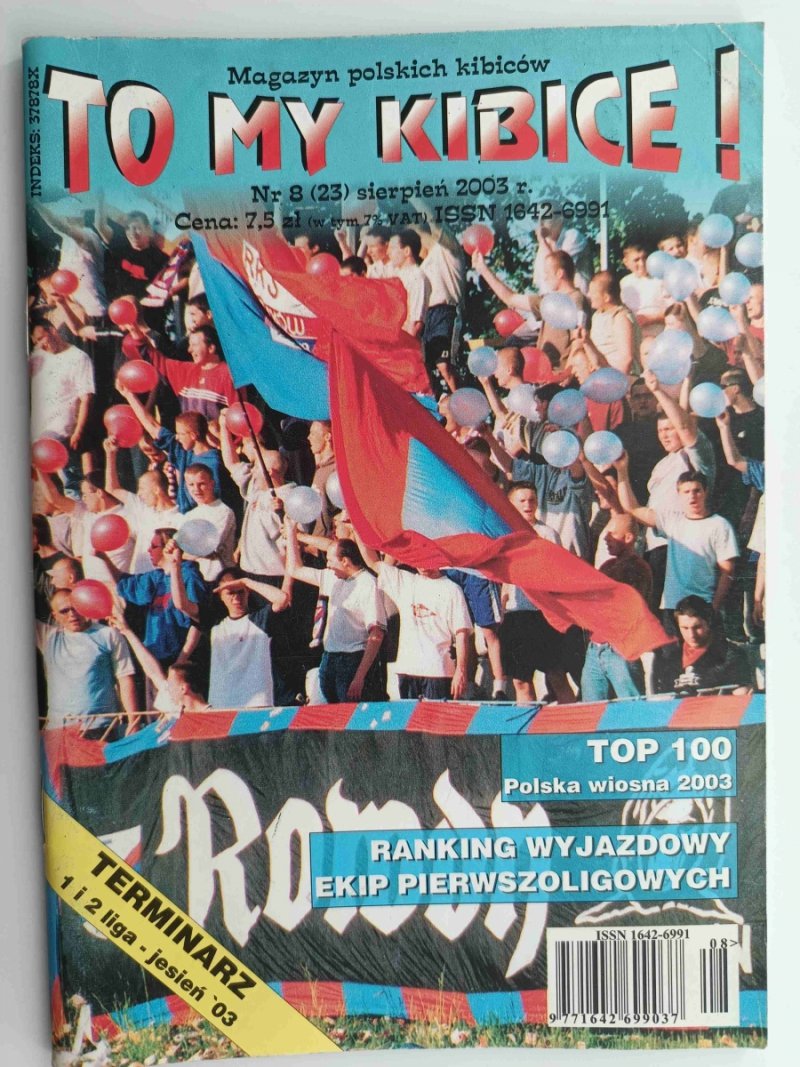 INDEKS: 37878X
Magazyn polskich kibiców
TO MY KIBICE !
Nr 8 (23) sierpień 2003 r.
Cena: 7,5 zł (w tym 7% VAT) ISSN 1642-6991
RKS
TOP 100
Polska wiosna 2003
RANKING WYJAZDOWY
EKIP PIERWSZOLIGOWYCH
TERMINARZ
1 i 2 liga - jesień `03
ISSN 1642-6991
08>
9 771642 699037